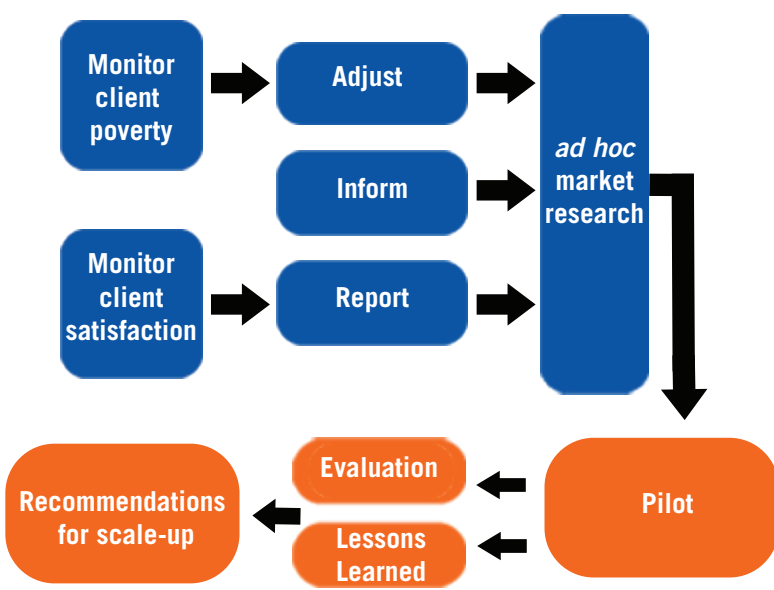 Monitor
client
poverty
Adjust
Inform
Monitor
client
satisfaction
Report
ad hoc
market
research
Evaluation
Lessons
Learned
Pilot
Recommendations
for scale-up